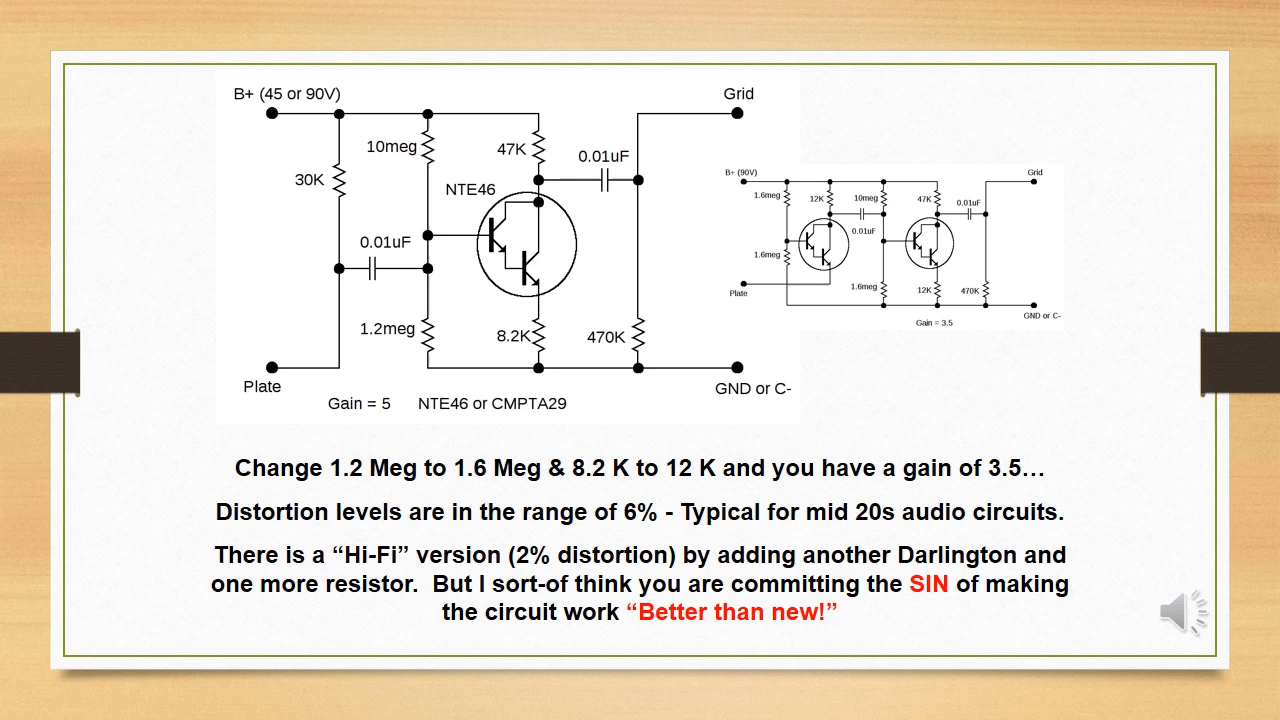 B+ (45 or 90V)
Grid
10meg
47K
0.01uF
30K
NTE46
0.01uF
1.2meg
8.2K
470K
Plate
GND or C-
Gain = 5 NTE46 or CMPTA29
B+ (90V)
Grid
1.6meg
12K
10meg
47K
0.01uF
0.01uF
1.6meg
1.6meg
12K
470K
Plate
GND or C-
Gain = 3.5
Change 1.2 Meg to 1.6 Meg & 8.2 K to 12 K and you have a gain of 3.5…
Distortion levels are in the range of 6% - Typical for mid 20s audio circuits.
There is a “Hi-Fi” version (2% distortion) by adding another Darlington and
one more resistor. But I sort-of think you are committing the SIN of making
the circuit work “Better than new!”